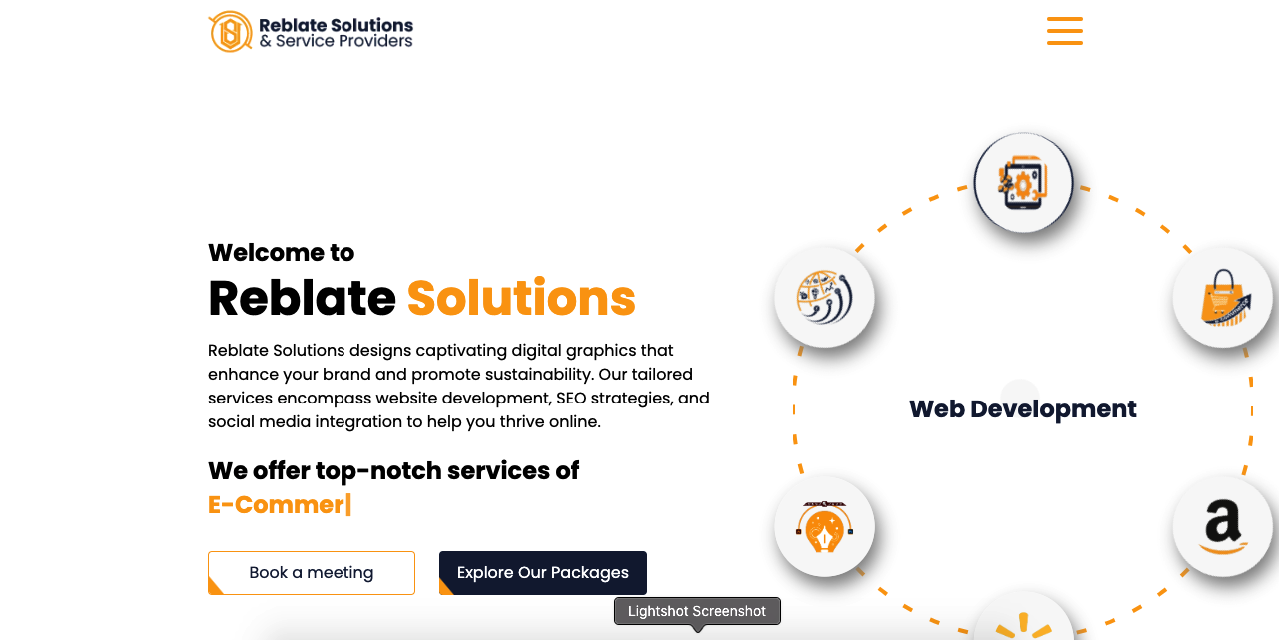 Reblate Solutions
& Service Providers
Welcome to
Reblate Solutions
Reblate Solutions designs captivating digital graphics that
enhance your brand and promote sustainability. Our tailored
services encompass website development, SEO strategies, and
social media integration to help you thrive online.
We offer top-notch services of
E-Commer|
Book a meeting
Explore Our Packages
Web Development
a
Lightshot Screenshot